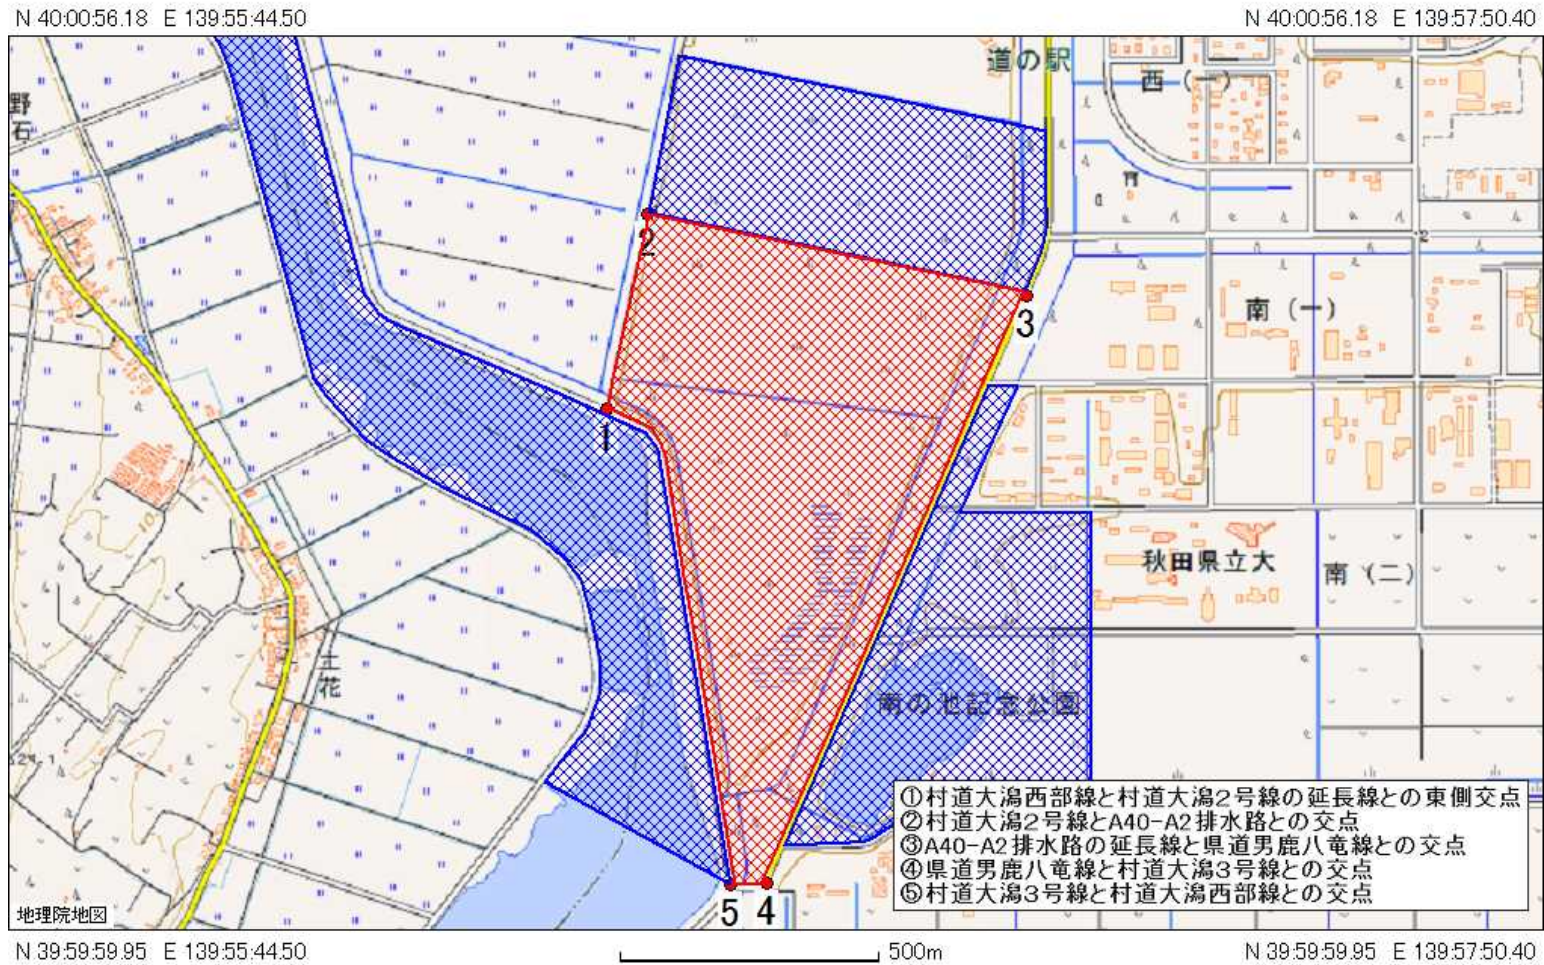 N 40:00:56.18 E 139:55:44.50
N 40:00:56.18 E 139:57:50.40
道の駅
西(一)
野石
2
3
南(一)
1
10
秋田県立大
南(二)
土花
南の池記念公園
①村道大潟西部線と村道大潟2号線の延長線との東側交点
②村道大潟2号線とA40-A2排水路との交点
③A40-A2排水路の延長線と県道男鹿八竜線との交点
④県道男鹿八竜線と村道大潟3号線との交点
⑤村道大潟3号線と村道大潟西部線との交点
5 4
地理院地図
N 39:59:59.95 E 139:55:44.50
500m
N 39:59:59.95 E 139:57:50.40